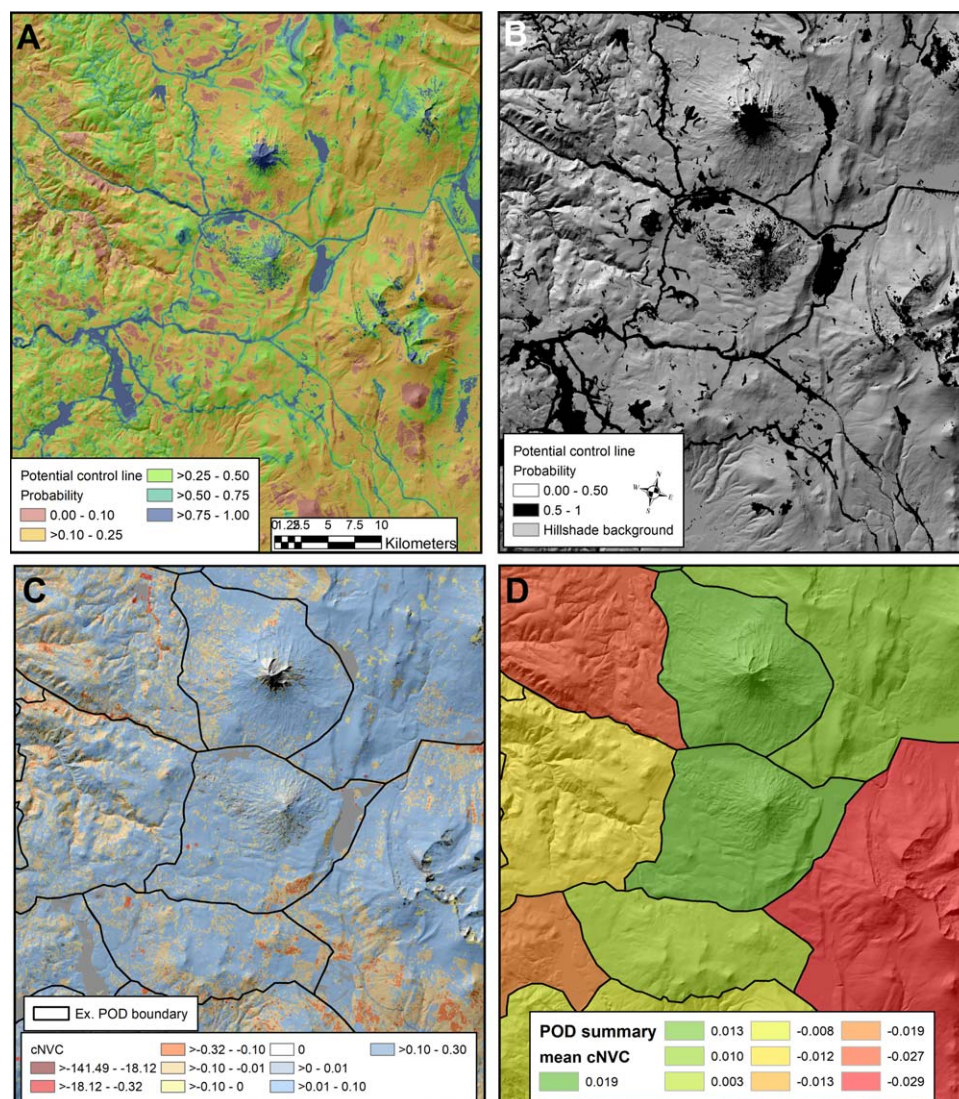 A
Potential control line
Probability
0.00 - 0.10
>0.10 - 0.25
>0.25 - 0.50
>0.50 - 0.75
>0.75 - 1.00
5 7.5 10
Kilometers
B
Potential control line
Probability
0.00 - 0.50
0.5 - 1
Hillshade background
N
W
E
S
C
Ex. POD boundary
cNVC
>-141.49 - -18.12
>-18.12 - -0.32
>-0.32 - -0.10
>-0.10 - -0.01
>-0.10 - 0
0
>0 - 0.01
>0.01 - 0.10
>0.10 - 0.30
D
POD summary
mean cNVC
0.019
0.013
0.010
0.003
-0.008
-0.012
-0.013
-0.019
-0.027
-0.029